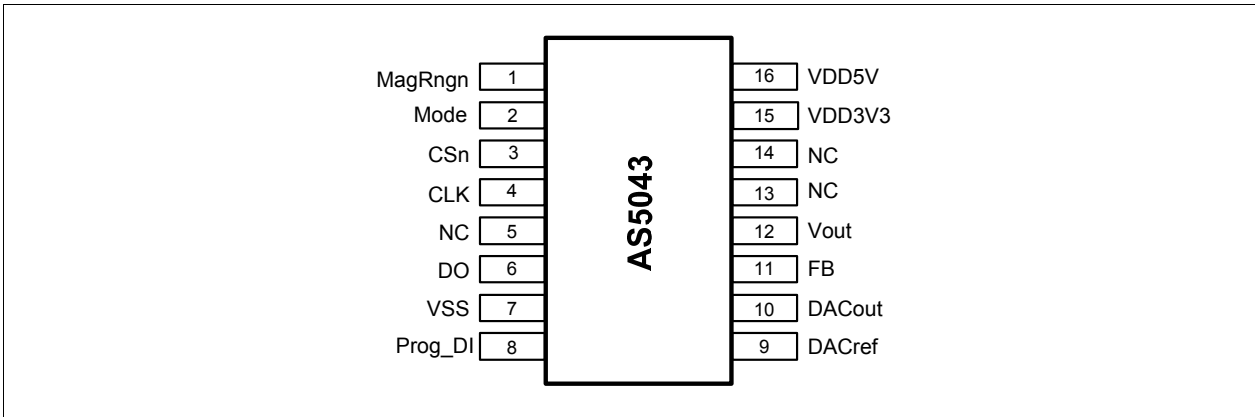 MagRngn 1
Mode 2
CSn 3
CLK 4
NC 5
DO 6
VSS 7
Prog_DI 8
AS5043
16 VDD5V
15 VDD3V3
14 NC
13 NC
12 Vout
11 FB
10 DACout
9 DACref